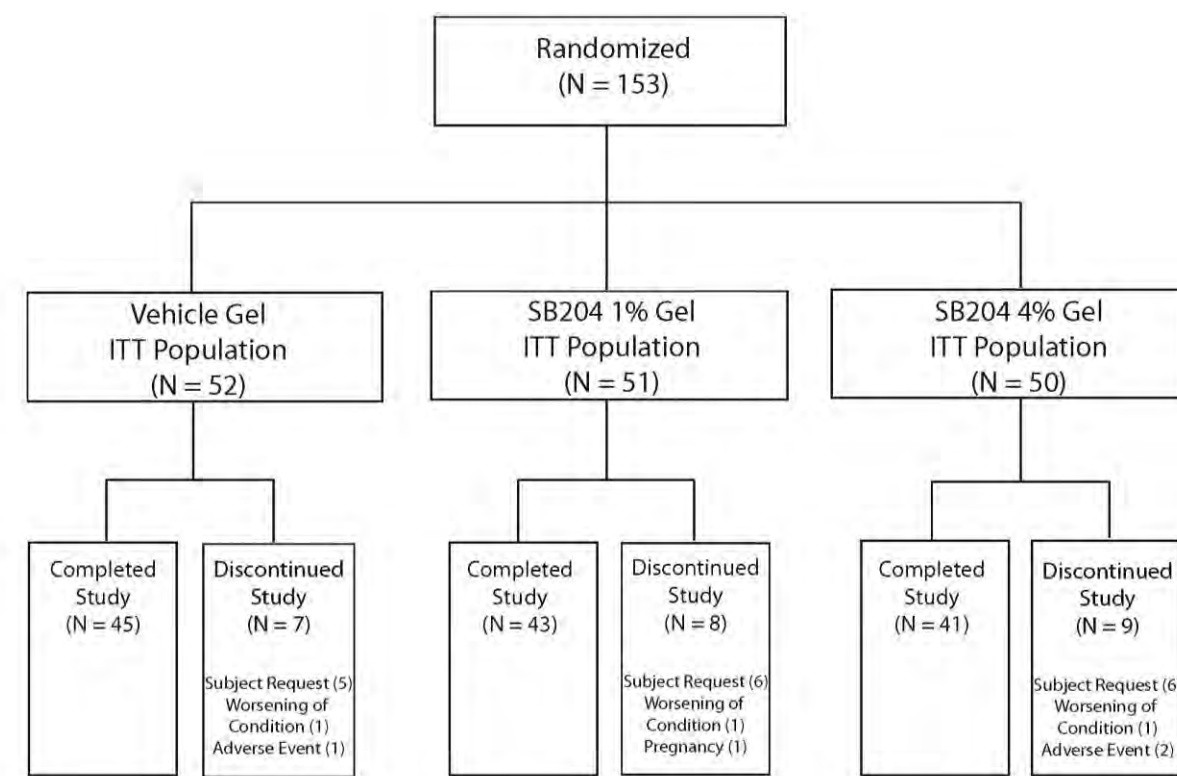 Randomized
(N = 153)
Vehicle Gel
ITT Population
(N = 52)
SB204 1% Gel
ITT Population
(N = 51)
SB204 4% Gel
ITT Population
(N = 50)
Completed
Study
(N = 45)
Discontinued
Study
(N = 7)
Subject Request (5)
Worsening of
Condition (1)
Adverse Event (1)
Completed
Study
(N = 43)
Discontinued
Study
(N = 8)
Subject Request (6)
Worsening of
Condition (1)
Pregnancy (1)
Completed
Study
(N = 41)
Discontinued
Study
(N = 9)
Subject Request (6)
Worsening of
Condition (1)
Adverse Event (2)